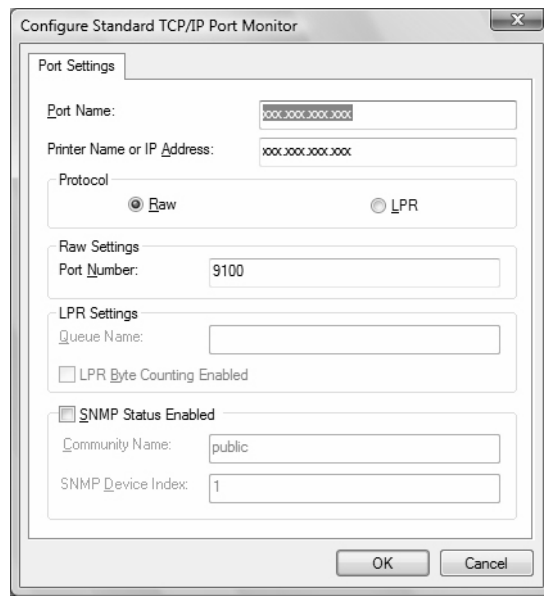 Configure Standard TCP/IP Port Monitor
Port Settings
Port Name: xxx.xxx.xxx.xxx
Printer Name or IP Address: xxx.xxx.xxx.xxx
Protocol
Raw LPR
Raw Settings
Port Number: 9100
LPR Settings
Queue Name:
LPR Byte Counting Enabled
SNMP Status Enabled
Community Name: public
SNMP Device Index: 1
OK Cancel